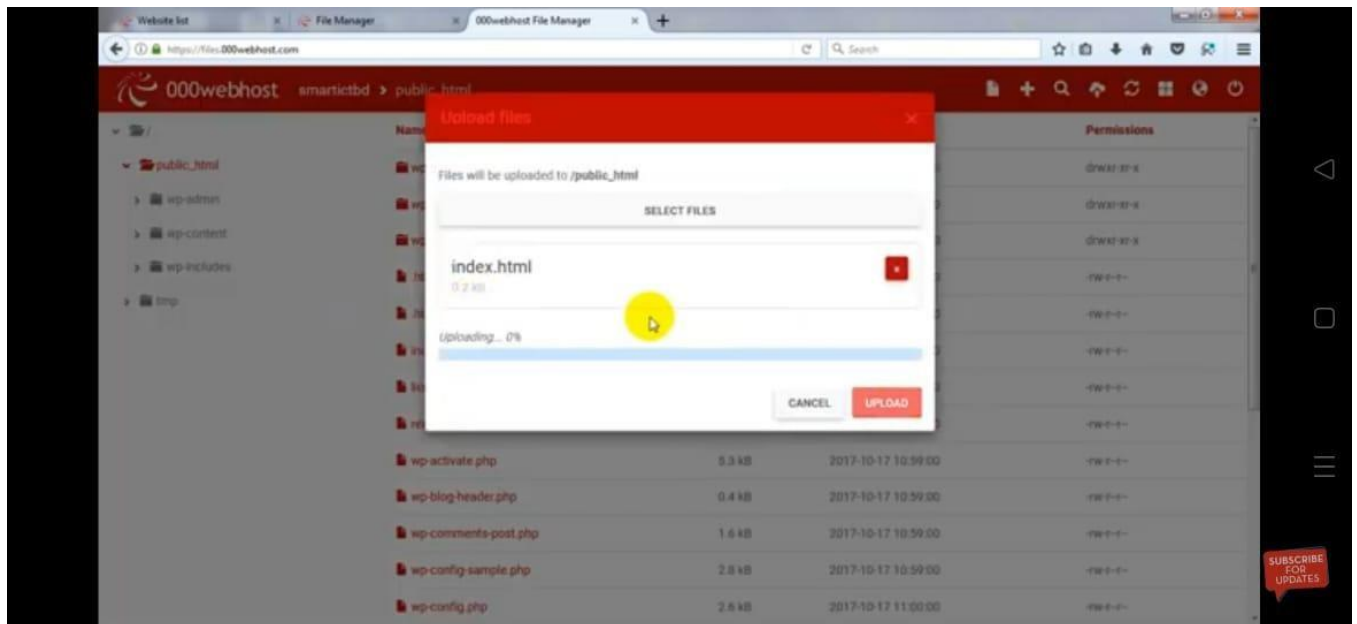 Website list
File Manager
000webhost File Manager
https://files.000webhost.com
Search
000webhost smartictbd > public_html
/
public_html
wp-admin
wp-content
wp-includes
tmp
Name
Permissions
Upload files
Files will be uploaded to /public_html
SELECT FILES
index.html
0.2 kB
Uploading... 0%
CANCEL
UPLOAD
drwxr-xr-x
drwxr-xr-x
drwxr-xr-x
-rw-r--r--
-rw-r--r--
-rw-r--r--
-rw-r--r--
-rw-r--r--
wp-activate.php 5.3 kB 2017-10-17 10:59:00 -rw-r--r--
wp-blog-header.php 0.4 kB 2017-10-17 10:59:00 -rw-r--r--
wp-comments-post.php 1.6 kB 2017-10-17 10:59:00 -rw-r--r--
wp-config-sample.php 2.8 kB 2017-10-17 10:59:00 -rw-r--r--
wp-config.php 2.6 kB 2017-10-17 11:00:00 -rw-r--r--
SUBSCRIBE
FOR
UPDATES